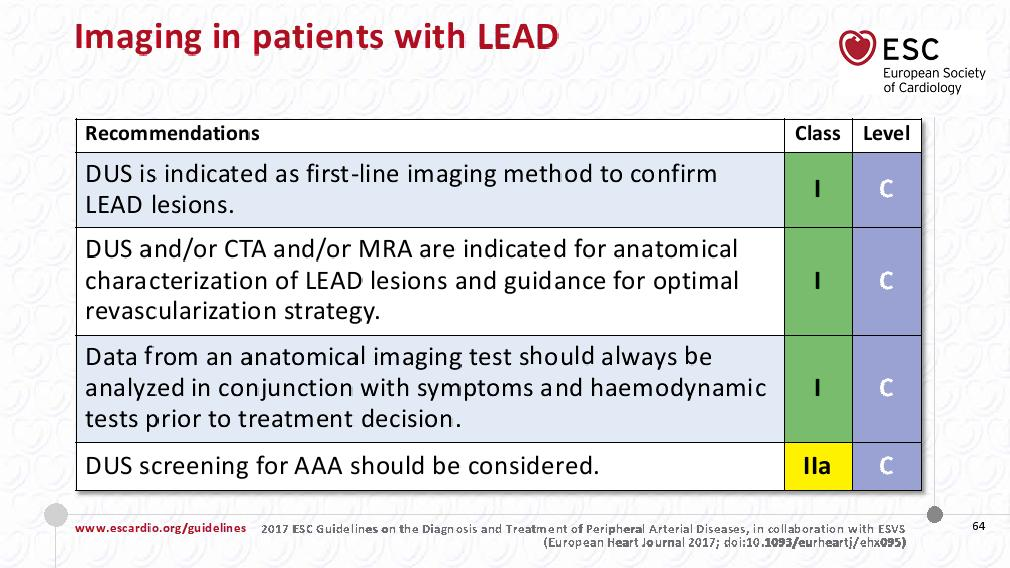 Imaging in patients with LEAD
ESC
European Society
of Cardiology
Recommendations Class Level
DUS is indicated as first-line imaging method to confirm
LEAD lesions.
I C
DUS and/or CTA and/or MRA are indicated for anatomical
characterization of LEAD lesions and guidance for optimal
revascularization strategy.
I C
Data from an anatomical imaging test should always be
analyzed in conjunction with symptoms and haemodynamic
tests prior to treatment decision.
I C
DUS screening for AAA should be considered. IIa C
www.escardio.org/guidelines 2017 ESC Guidelines on the Diagnosis and Treatment of Peripheral Arterial Diseases, in collaboration with ESVS
(European Heart Journal 2017; doi:10.1093/eurheartj/ehx095)
64